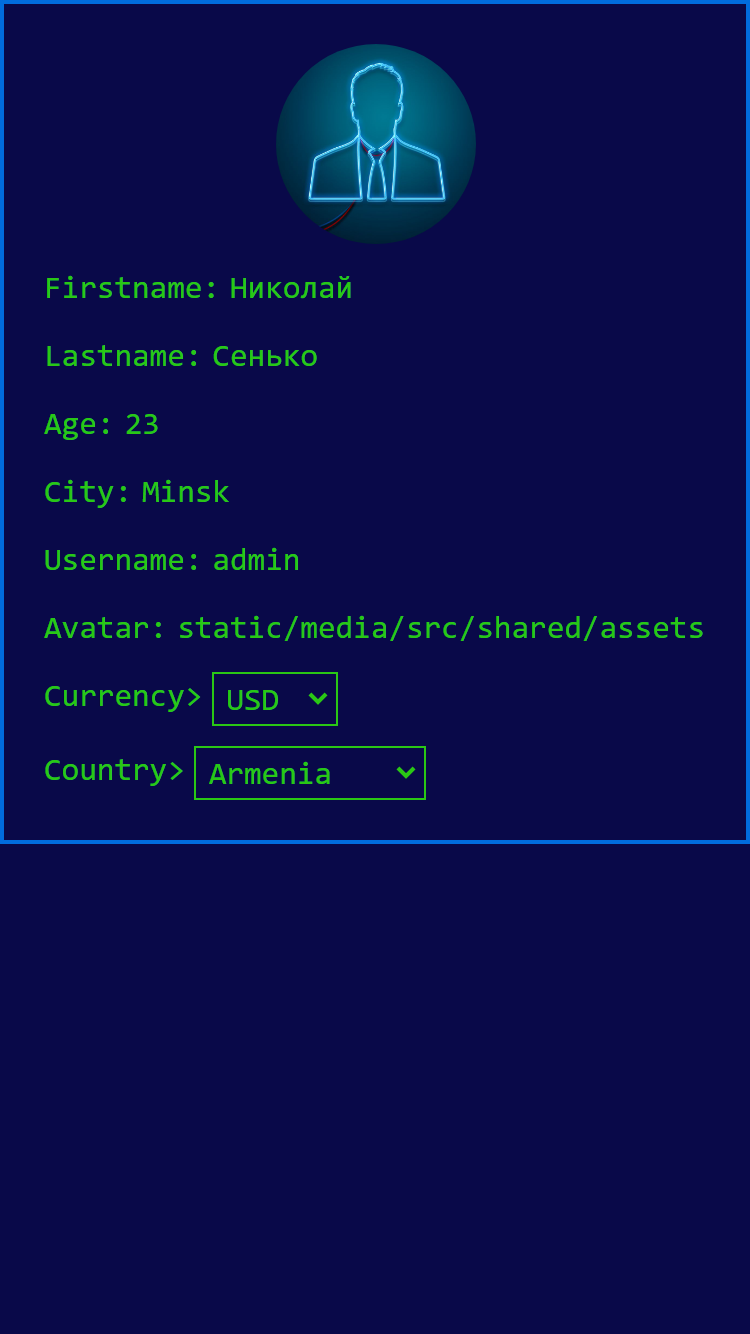 Firstname: Николай
Lastname: Сенько
Age: 23
City: Minsk
Username: admin
Avatar: static/media/src/shared/assets
Currency> USD
Country> Armenia